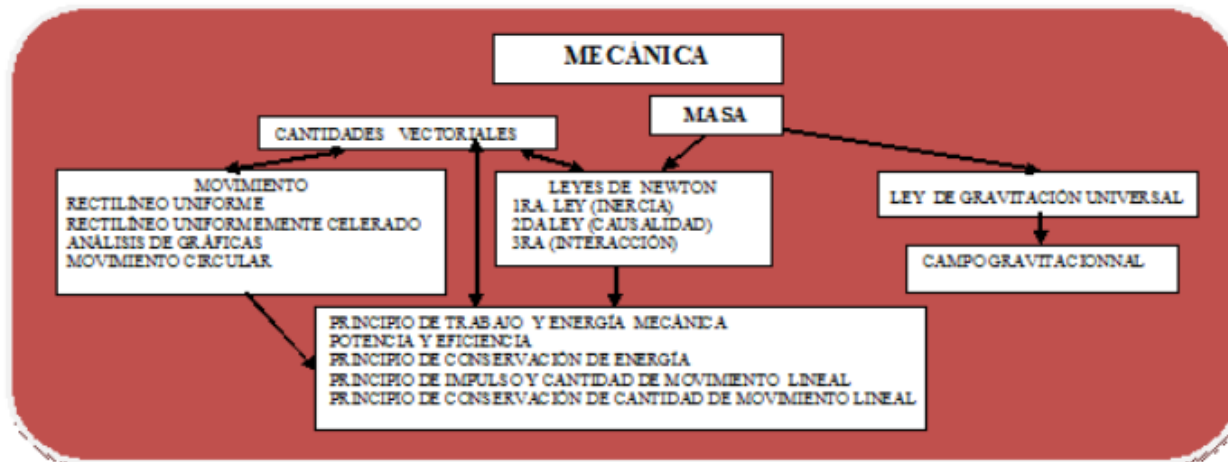 MECÁNICA
MASA
CANTIDADES VECTORIALES
MOVIMIENTO
RECTILÍNEO UNIFORME
RECTILÍNEO UNIFORMEMENTE CELERADO
ANÁLISIS DE GRÁFICAS
MOVIMIENTO CIRCULAR
LEYES DE NEWTON
1RA. LEY (INERCIA)
2DA LEY (CAUSALIDAD)
3RA (INTERACCIÓN)
LEY DE GRAVITACIÓN UNIVERSAL
CAMPO GRAVITACIONNAL
PRINCIPIO DE TRABAJO Y ENERGÍA MECÁNICA
POTENCIA Y EFICIENCIA
PRINCIPIO DE CONSERVACIÓN DE ENERGÍA
PRINCIPIO DE IMPULSO Y CANTIDAD DE MOVIMIENTO LINEAL
PRINCIPIO DE CONSERVACIÓN DE CANTIDAD DE MOVIMIENTO LINEAL